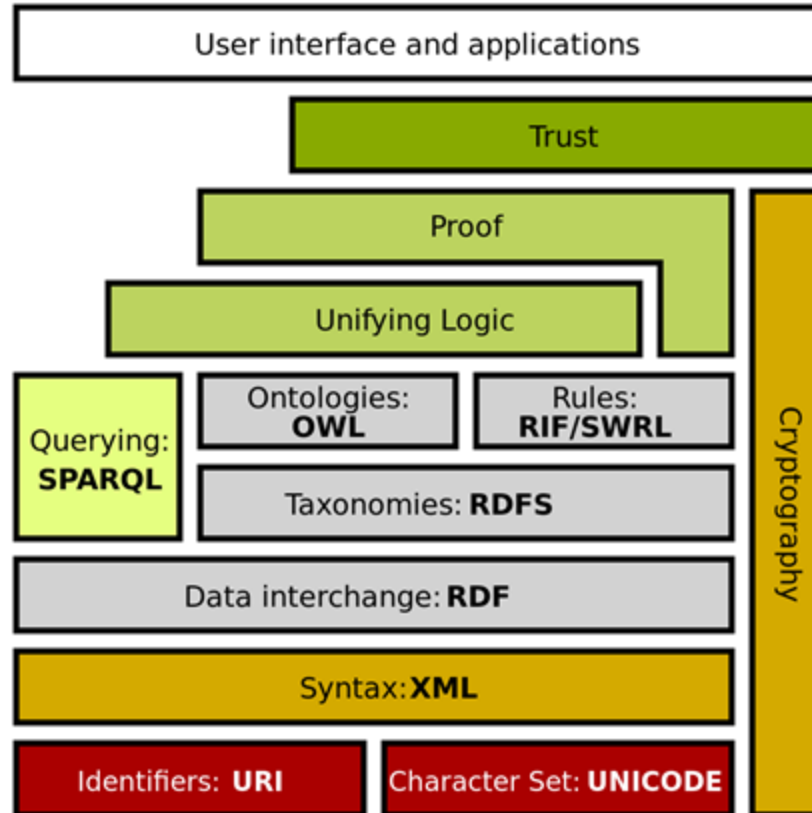 User interface and applications
Trust
Proof
Unifying Logic
Ontologies:
OWL
Rules:
RIF/SWRL
Querying:
SPARQL
Taxonomies: RDFS
Cryptography
Data interchange: RDF
Syntax:XML
Identifiers: URI
Character Set: UNICODE